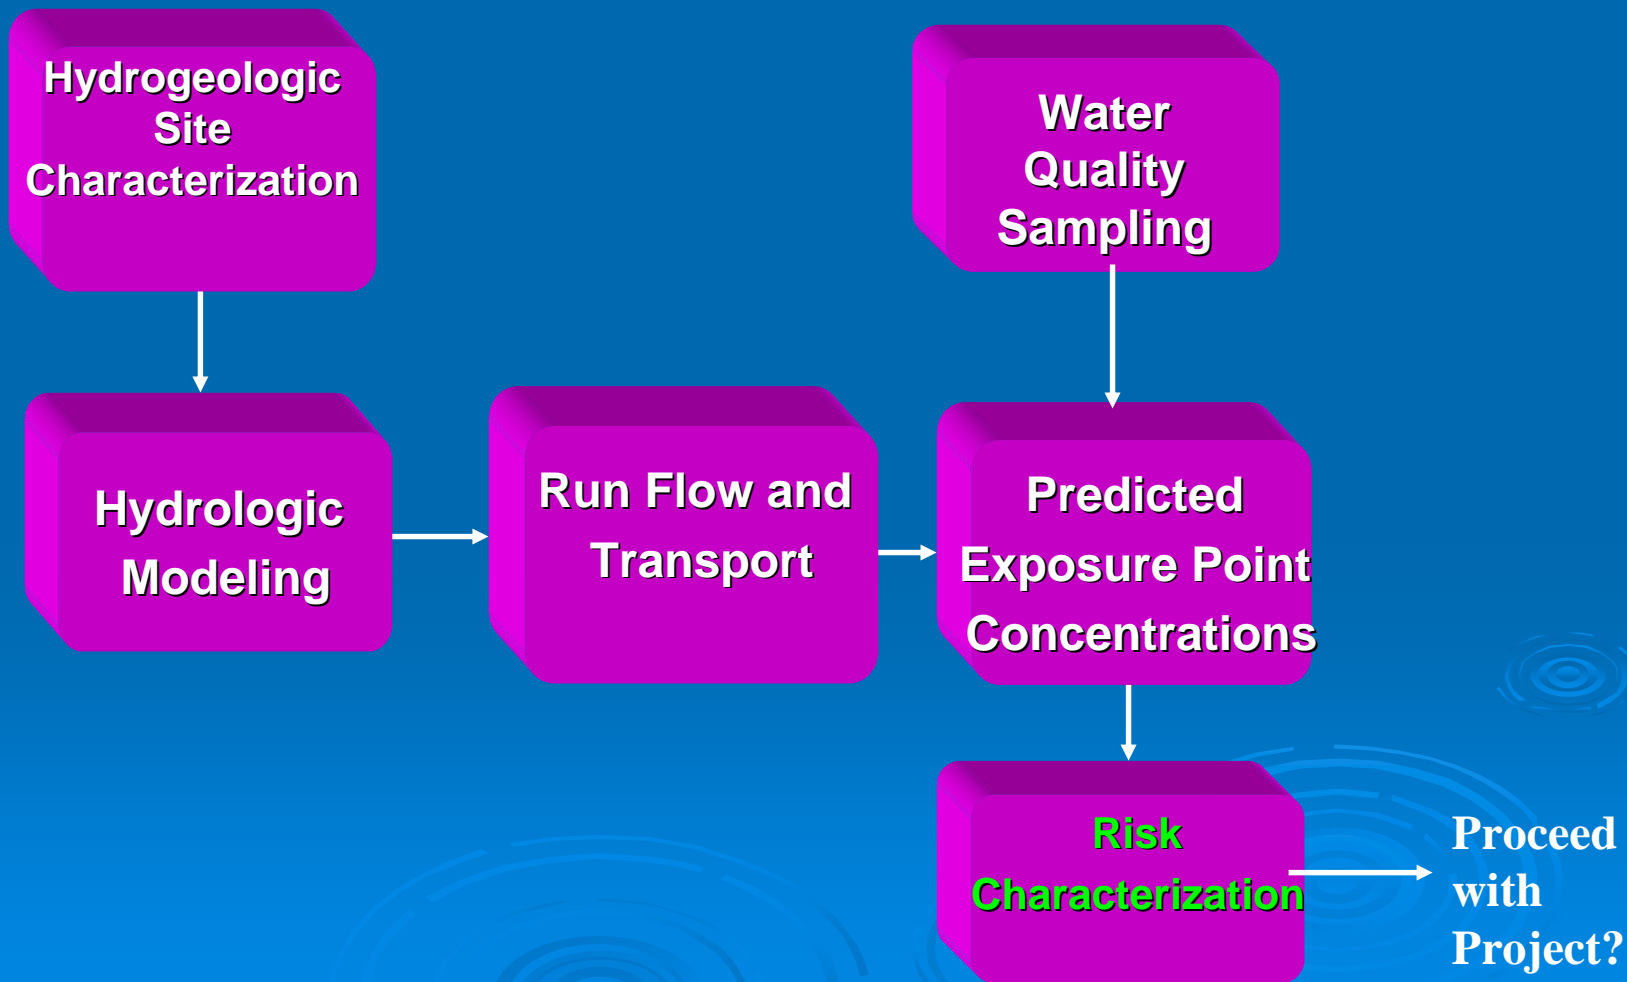 Hydrogeologic
Site
Characterization
Water
Quality
Sampling
Hydrologic
Modeling
Run Flow and
Transport
Predicted
Exposure Point
Concentrations
Risk
Characterization
Proceed
with
Project?